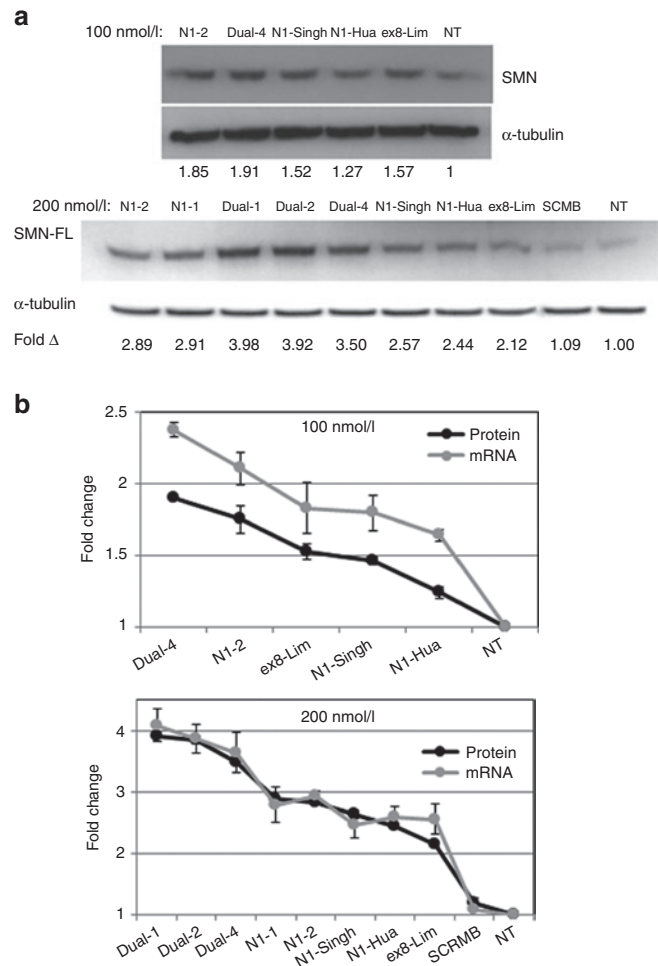 a
100 nmol/l: N1-2 Dual-4 N1-Singh N1-Hua ex8-Lim NT
SMN
α-tubulin
1.85 1.91 1.52 1.27 1.57 1
200 nmol/l: N1-2 N1-1 Dual-1 Dual-2 Dual-4 N1-Singh N1-Hua ex8-Lim SCMB NT
SMN-FL
α-tubulin
Fold Δ 2.89 2.91 3.98 3.92 3.50 2.57 2.44 2.12 1.09 1.00
b
2.5
100 nmol/l
Protein
mRNA
2
Fold change
1.5
1
Dual-4 N1-2 ex8-Lim N1-Singh N1-Hua NT
200 nmol/l
4
Protein
mRNA
Fold change
3
2
1
Dual-1 Dual-2 Dual-4 N1-1 N1-2 N1-Singh N1-Hua ex8-Lim SCRMB NT